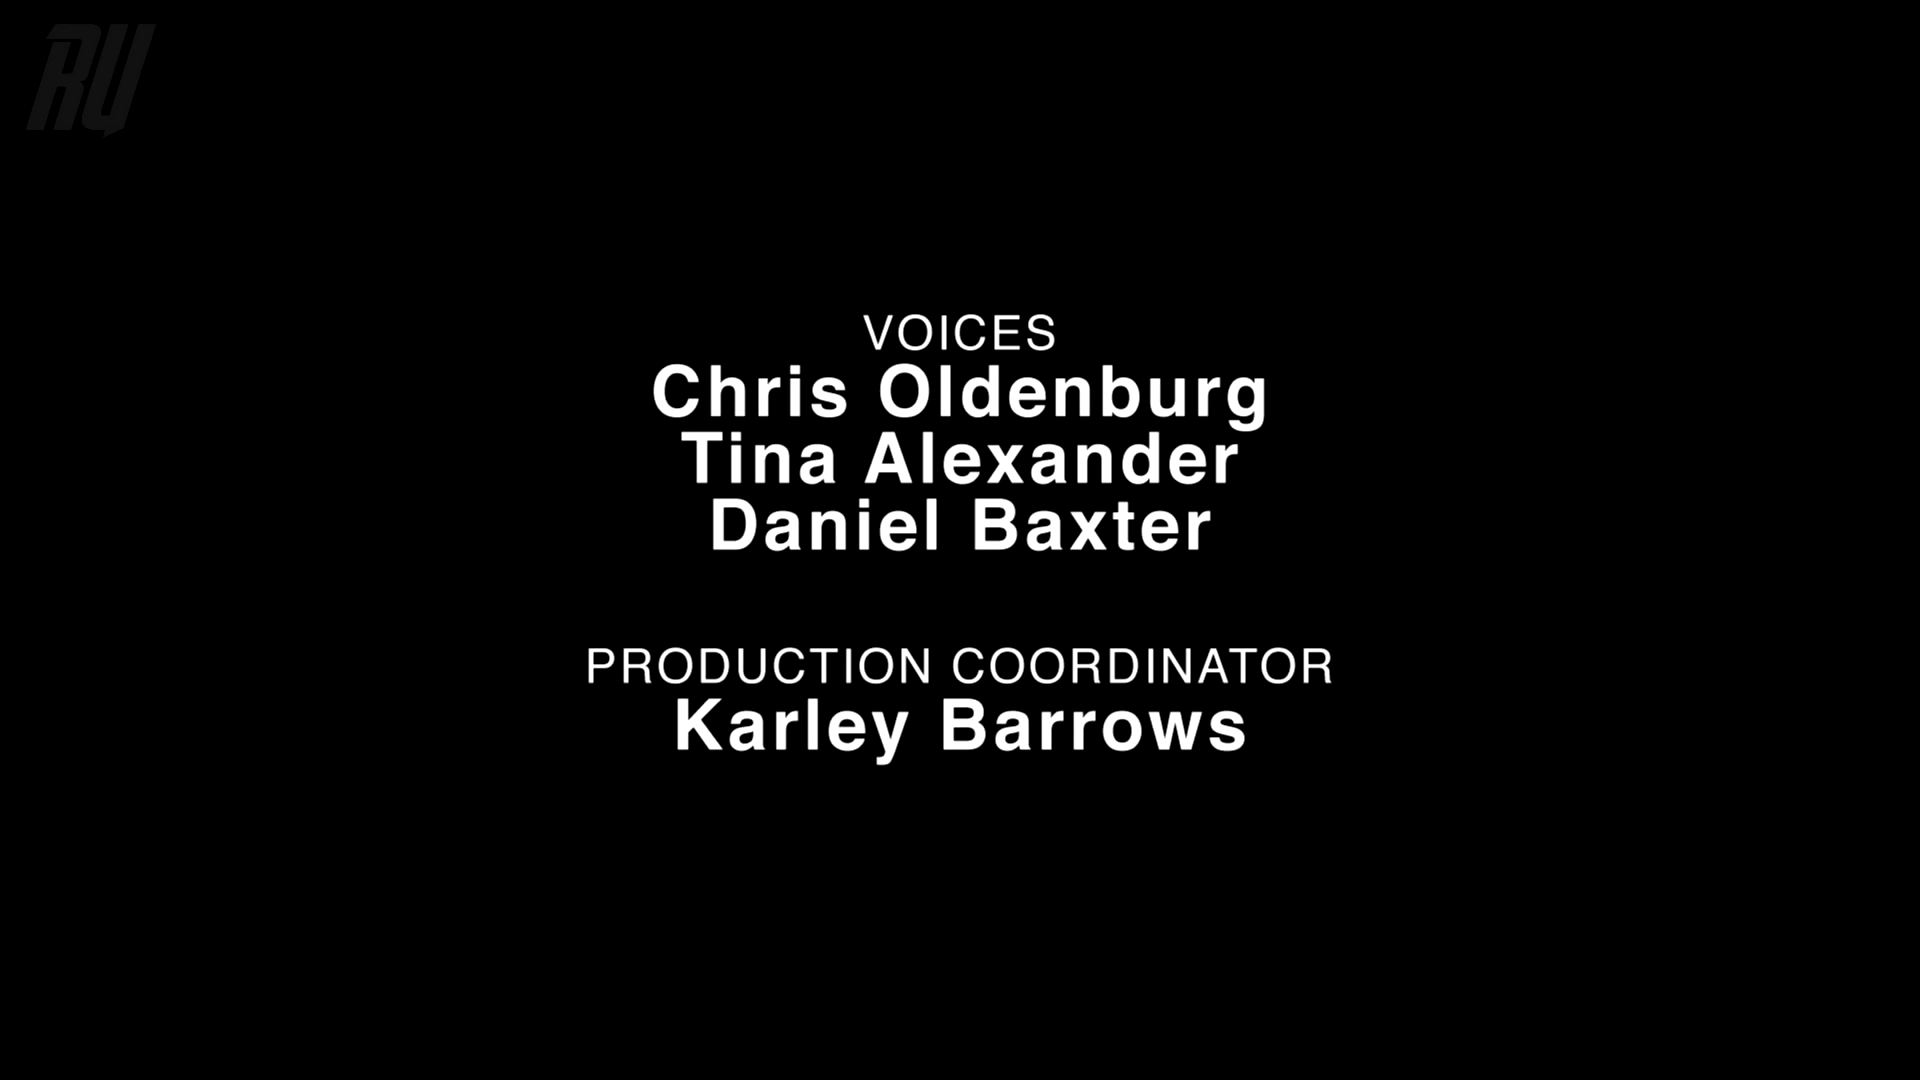 RU
VOICES
Chris Oldenburg
Tina Alexander
Daniel Baxter
PRODUCTION COORDINATOR
Karley Barrows